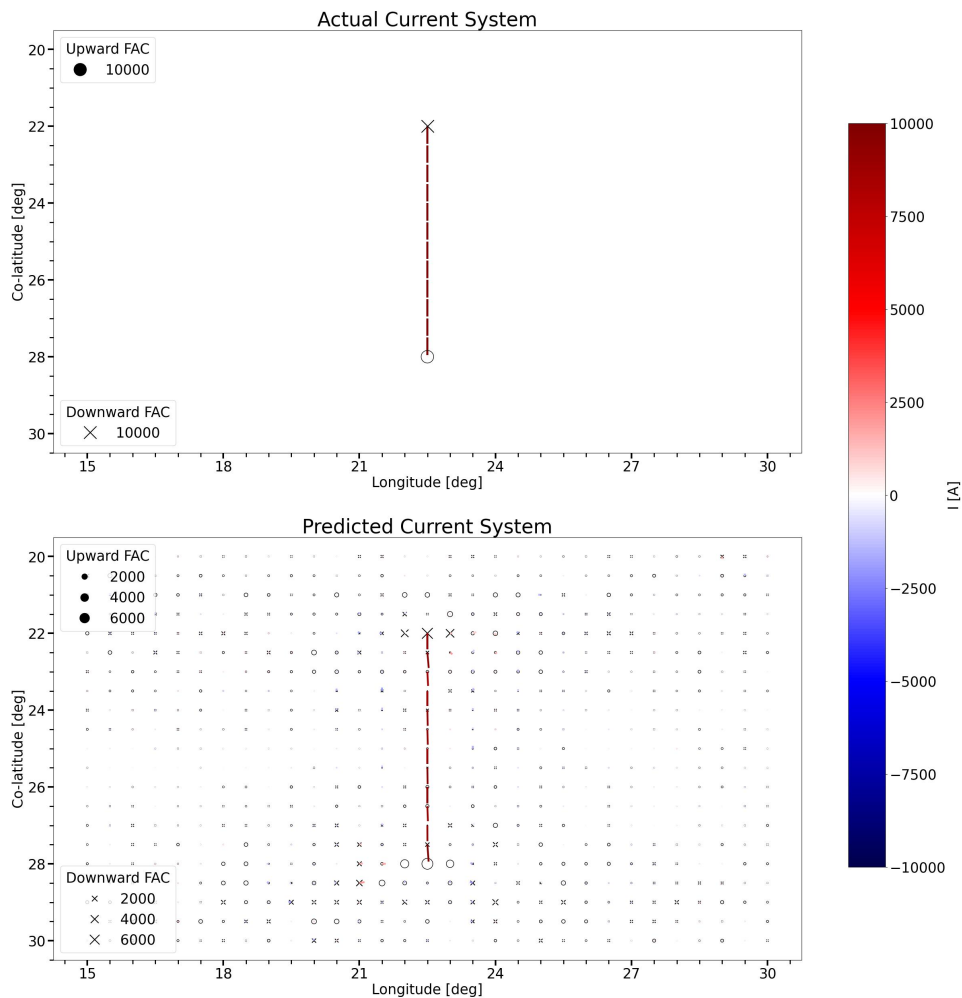 Actual Current System
Upward FAC
10000
20
22
24
26
28
30
Co-latitude [deg]
Downward FAC
10000
15 18 21 24 27 30
Longitude [deg]
Predicted Current System
Upward FAC
2000
4000
6000
20
22
24
26
28
30
Co-latitude [deg]
Downward FAC
2000
4000
6000
15 18 21 24 27 30
Longitude [deg]
10000
7500
5000
2500
0
−2500
−5000
−7500
−10000
I [A]